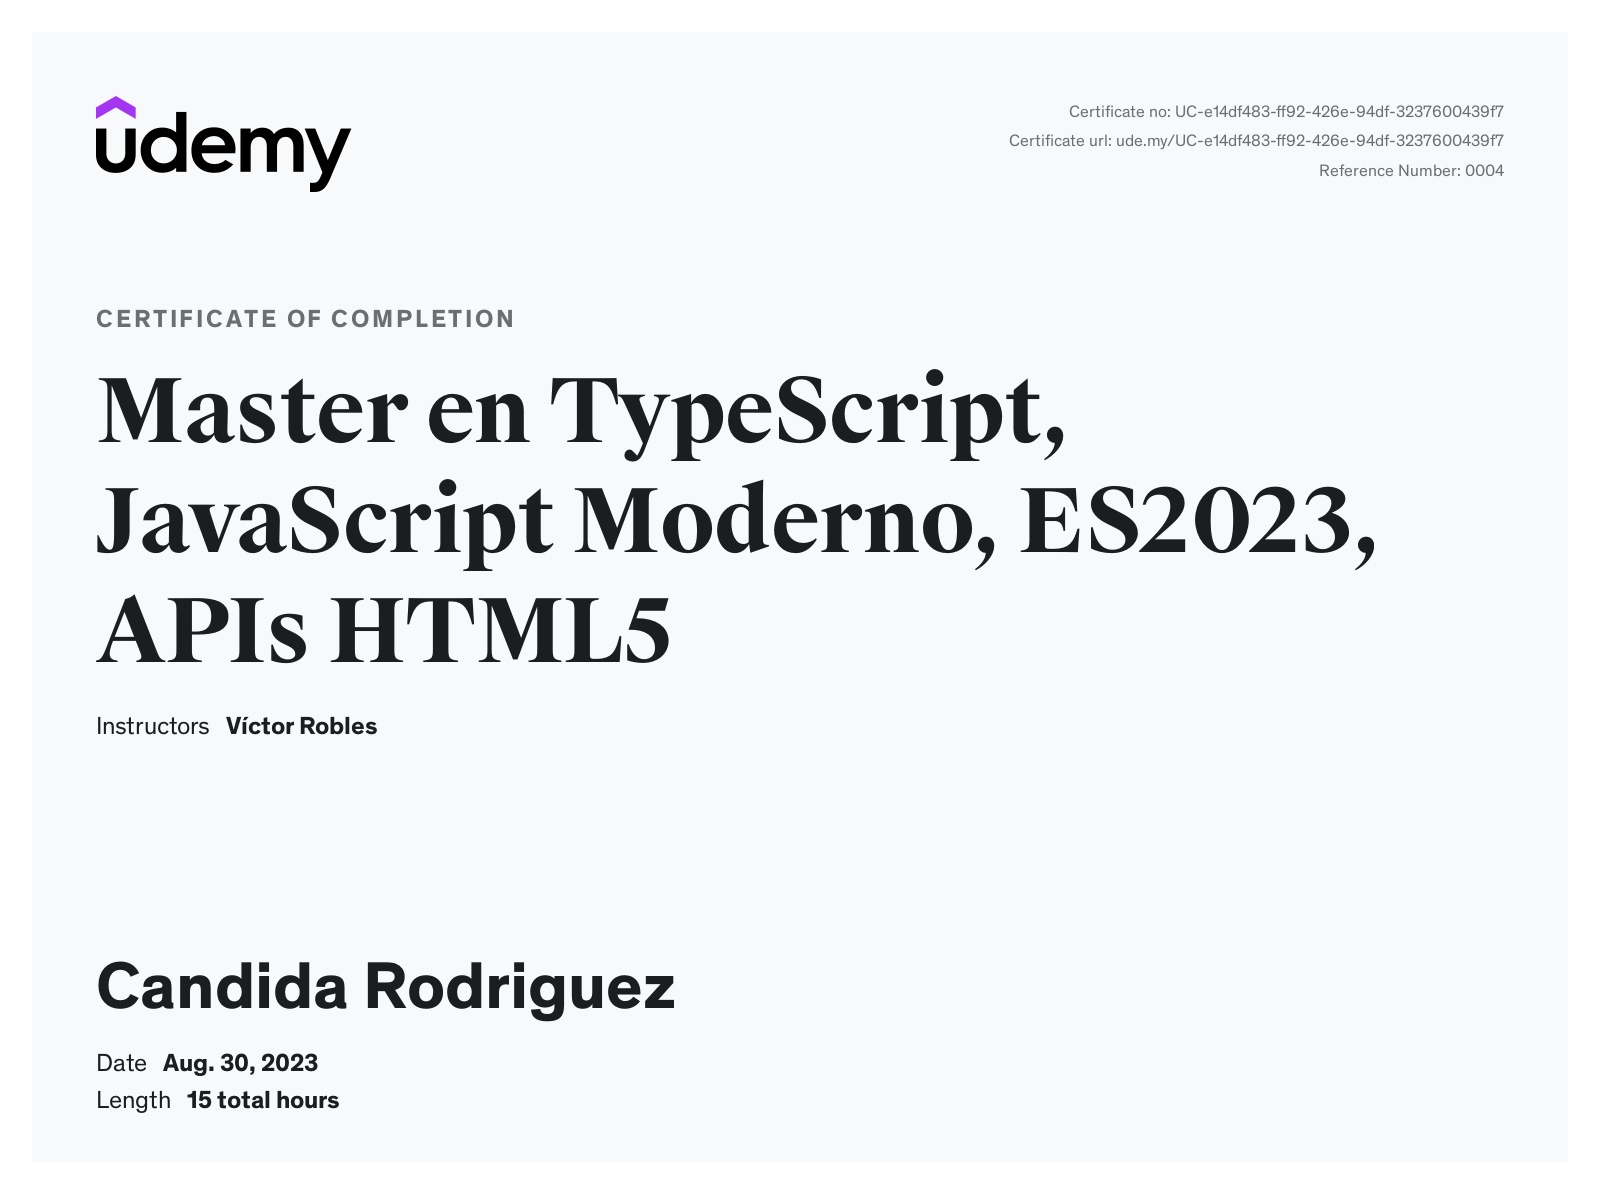 udemy
Certificate no: UC-e14df483-ff92-426e-94df-3237600439f7
Certificate url: ude.my/UC-e14df483-ff92-426e-94df-3237600439f7
Reference Number: 0004
CERTIFICATE OF COMPLETION
Master en TypeScript,
JavaScript Moderno, ES2023,
APIs HTML5
Instructors Víctor Robles
Candida Rodriguez
Date Aug. 30, 2023
Length 15 total hours